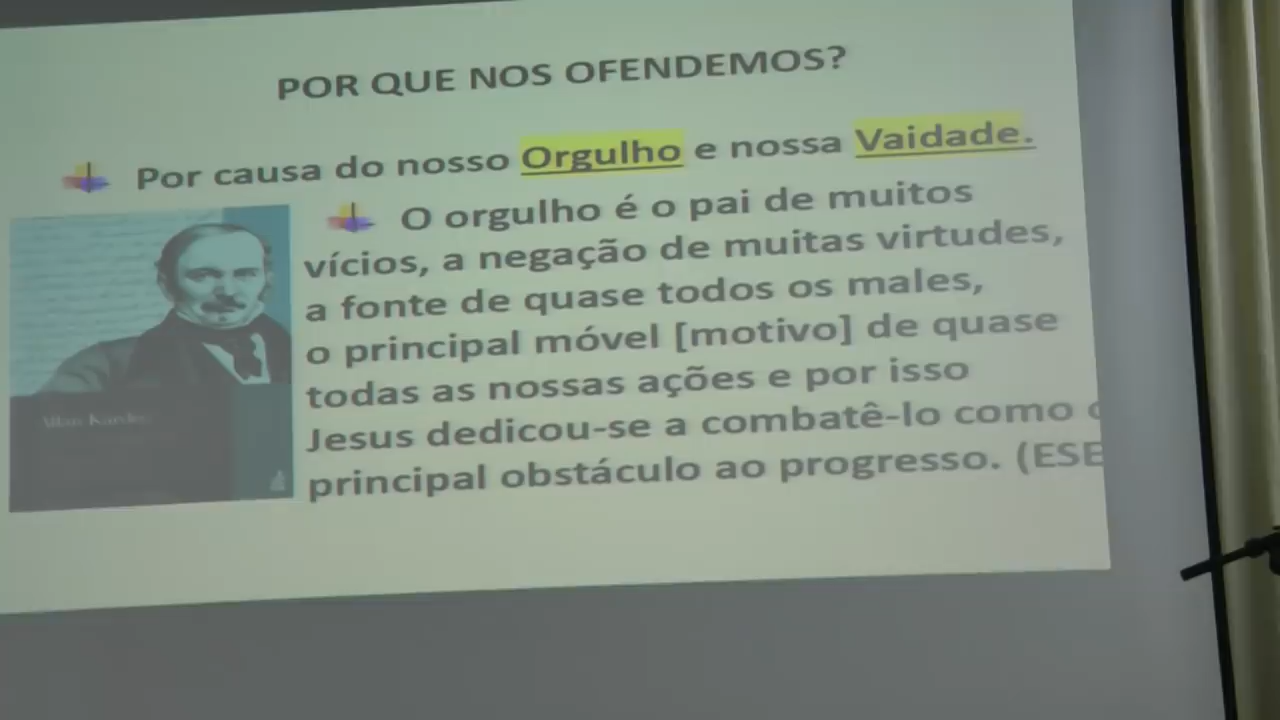 POR QUE NOS OFENDEMOS?
Por causa do nosso Orgulho e nossa Vaidade.
O orgulho é o pai de muitos
vícios, a negação de muitas virtudes,
a fonte de quase todos os males,
o principal móvel [motivo] de quase
todas as nossas ações e por isso
Jesus dedicou-se a combatê-lo como
principal obstáculo ao progresso. (ESE
Allan Kardec